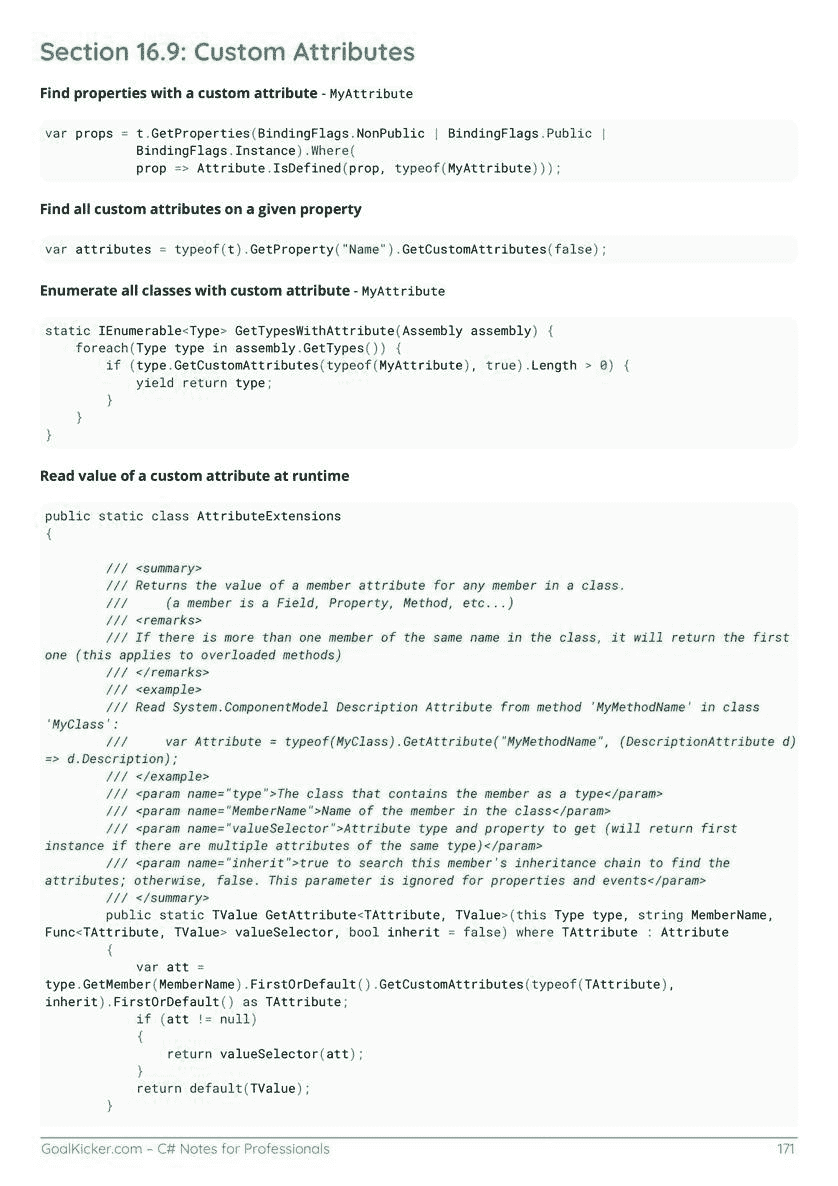 Section 16.9: Custom Attributes
Find properties with a custom attribute - MyAttribute
var props = t.GetProperties(BindingFlags.NonPublic | BindingFlags.Public |
            BindingFlags.Instance).Where(
            prop => Attribute.IsDefined(prop, typeof(MyAttribute)));
Find all custom attributes on a given property
var attributes = typeof(t).GetProperty("Name").GetCustomAttributes(false);
Enumerate all classes with custom attribute - MyAttribute
static IEnumerable<Type> GetTypesWithAttribute(Assembly assembly) {
    foreach(Type type in assembly.GetTypes()) {
        if (type.GetCustomAttributes(typeof(MyAttribute), true).Length > 0) {
            yield return type;
        }
    }
}
Read value of a custom attribute at runtime
public static class AttributeExtensions
{
        /// <summary>
        /// Returns the value of a member attribute for any member in a class.
        ///     (a member is a Field, Property, Method, etc...)
        /// <remarks>
        /// If there is more than one member of the same name in the class, it will return the first
one (this applies to overloaded methods)
        /// </remarks>
        /// <example>
        /// Read System.ComponentModel Description Attribute from method 'MyMethodName' in class
'MyClass':
        ///     var Attribute = typeof(MyClass).GetAttribute("MyMethodName", (DescriptionAttribute d)
=> d.Description);
        /// </example>
        /// <param name="type">The class that contains the member as a type</param>
        /// <param name="MemberName">Name of the member in the class</param>
        /// <param name="valueSelector">Attribute type and property to get (will return first
instance if there are multiple attributes of the same type)</param>
        /// <param name="inherit">true to search this member's inheritance chain to find the
attributes; otherwise, false. This parameter is ignored for properties and events</param>
        /// </summary>
        public static TValue GetAttribute<TAttribute, TValue>(this Type type, string MemberName,
Func<TAttribute, TValue> valueSelector, bool inherit = false) where TAttribute : Attribute
        {
            var att =
type.GetMember(MemberName).FirstOrDefault().GetCustomAttributes(typeof(TAttribute),
inherit).FirstOrDefault() as TAttribute;
            if (att != null)
            {
                return valueSelector(att);
            }
            return default(TValue);
        }
GoalKicker.com – C# Notes for Professionals 171